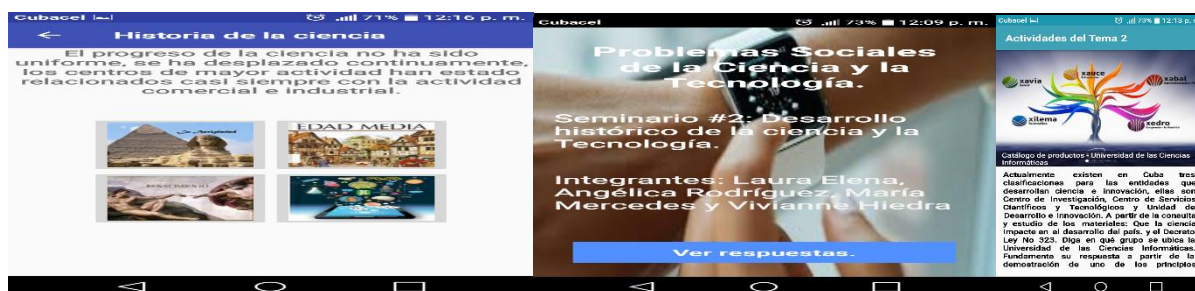 Cubacel 71% 12:16 p. m.
Historia de la ciencia
El progreso de la ciencia no ha sido
uniforme, se ha desplazado continuamente,
los centros de mayor actividad han estado
relacionados casi siempre con la actividad
comercial e industrial.
La Antigüedad
EDAD MEDIA
RENACIMIENTO
Cubacel 73% 12:09 p. m.
Problemas Sociales
de la Ciencia y la
Tecnología.
Seminario #2: Desarrollo
histórico de la ciencia y la
Tecnología.
Integrantes: Laura Elena,
Angélica Rodríguez, María
Mercedes y Vivianne Hiedra
Ver respuestas.
Cubacel 73% 12:13 p. m.
Actividades del Tema 2
xavia
xauce
xabal
xilema
xedro
Catálogo de productos - Universidad de las Ciencias
Informáticas
Actualmente existen en Cuba tres
clasificaciones para las entidades que
desarrollan ciencia e innovación, ellas son
Centro de Investigación, Centro de Servicios
Científicos y Tecnológicos y Unidad de
Desarrollo e Innovación. A partir de la consulta
y estudio de los materiales: Que la ciencia
impacte en el desarrollo del país. y el Decreto
Ley No 323. Diga en qué grupo se ubica la
Universidad de las Ciencias Informáticas.
Fundamente su respuesta a partir de la
demostración de uno de los principios